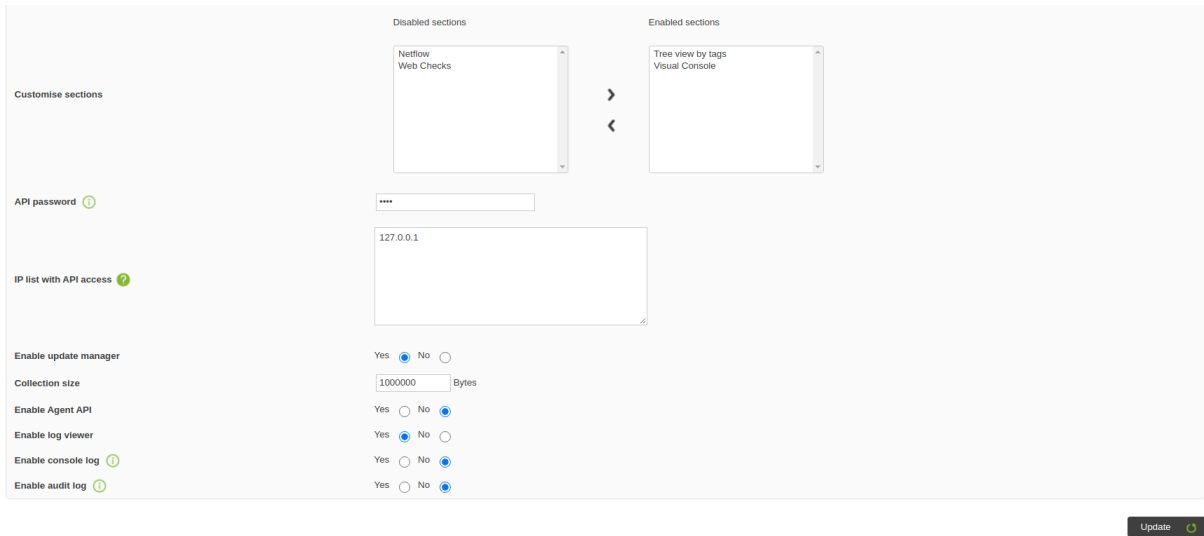 Disabled sections
Enabled sections
Customise sections
Netflow
Web Checks
Tree view by tags
Visual Console
API password
••••
IP list with API access
127.0.0.1
Enable update manager Yes No
Collection size 1000000 Bytes
Enable Agent API Yes No
Enable log viewer Yes No
Enable console log Yes No
Enable audit log Yes No
Update